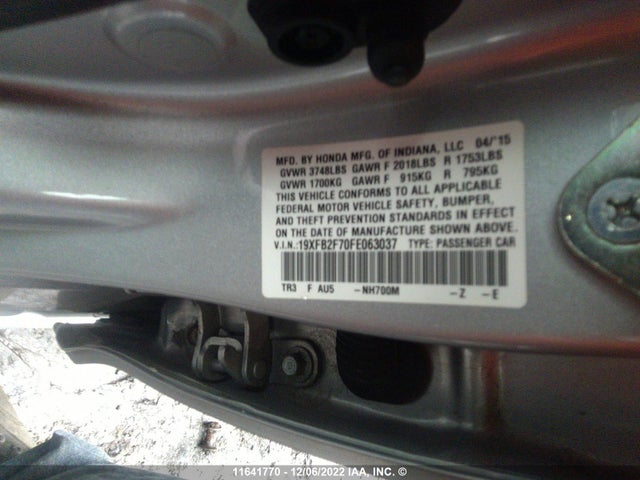 MFD. BY HONDA MFG. OF INDIANA, LLC 04/'15
GVWR 3748LBS GAWR F 2018LBS R 1753LBS
GVWR 1700KG GAWR F 915KG R 795KG
THIS VEHICLE CONFORMS TO ALL APPLICABLE
FEDERAL MOTOR VEHICLE SAFETY, BUMPER,
AND THEFT PREVENTION STANDARDS IN EFFECT
ON THE DATE OF MANUFACTURE SHOWN ABOVE.
V.I.N.:19XFB2F70FE063037 TYPE: PASSENGER CAR
TR3 F AU5 -NH700M -Z -E
11641770 - 12/06/2022 IAA, INC. ©